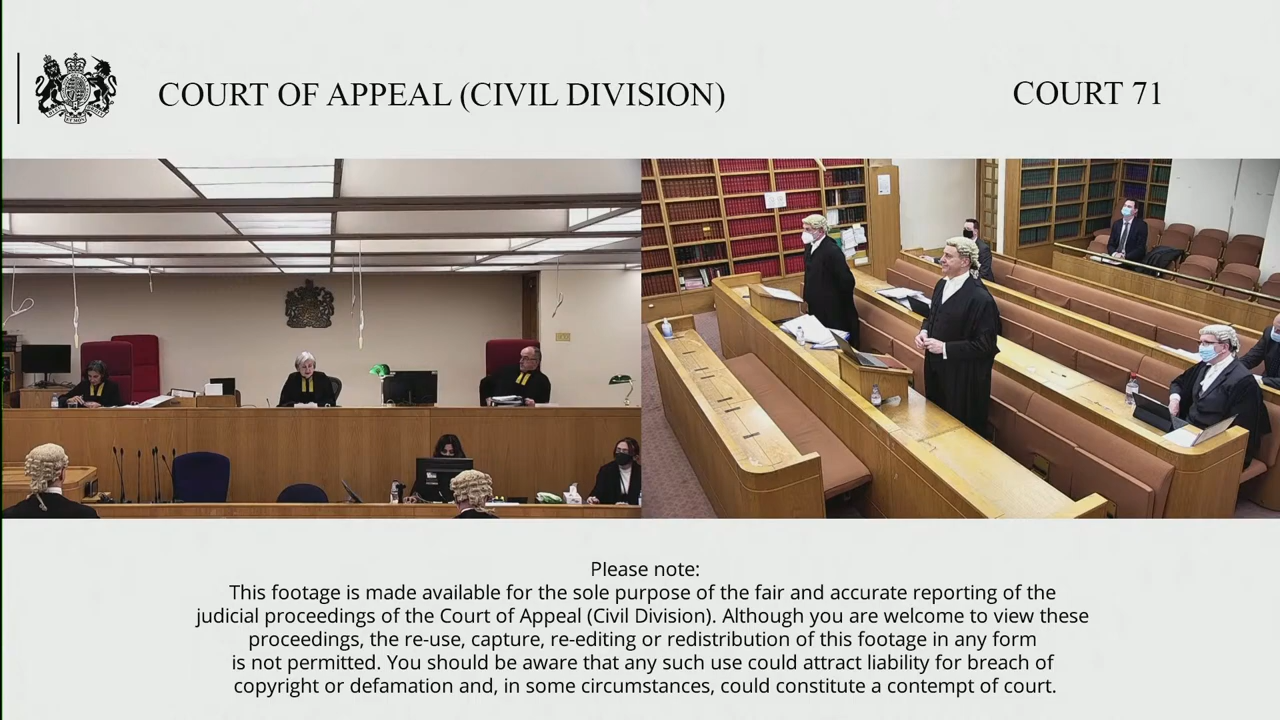 COURT OF APPEAL (CIVIL DIVISION)
COURT 71
Please note:
This footage is made available for the sole purpose of the fair and accurate reporting of the
judicial proceedings of the Court of Appeal (Civil Division). Although you are welcome to view these
proceedings, the re-use, capture, re-editing or redistribution of this footage in any form
is not permitted. You should be aware that any such use could attract liability for breach of
copyright or defamation and, in some circumstances, could constitute a contempt of court.